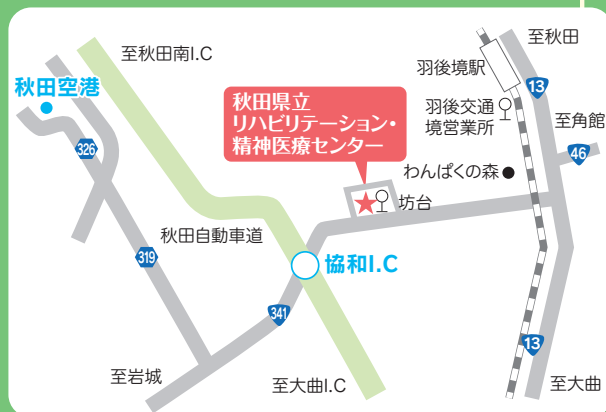 至秋田南I.C
至秋田
秋田空港
羽後境駅
13
秋田県立
リハビリテーション・
精神医療センター
羽後交通
境営業所
至角館
326
46
わんぱくの森
坊台
秋田自動車道
319
協和I.C
341
13
至岩城
至大曲I.C
至大曲